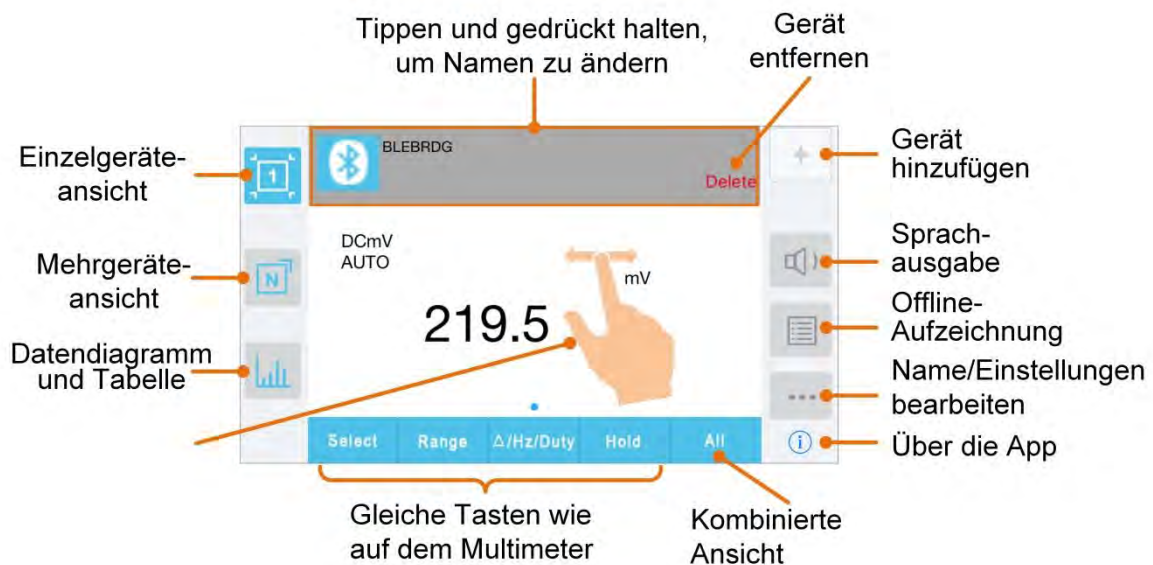 Tippen und gedrückt halten,
um Namen zu ändern
Gerät
entfernen
Einzelgeräte-
ansicht
1
BLEBRDG
Delete
+
Gerät
hinzufügen
Mehrgeräte-
ansicht
N
DCmV
AUTO
mV
219.5
Sprach-
ausgabe
Offline-
Aufzeichnung
Datendiagramm
und Tabelle
Name/Einstellungen
bearbeiten
Select Range Δ/Hz/Duty Hold All
i
Über die App
Gleiche Tasten wie
auf dem Multimeter
Kombinierte
Ansicht